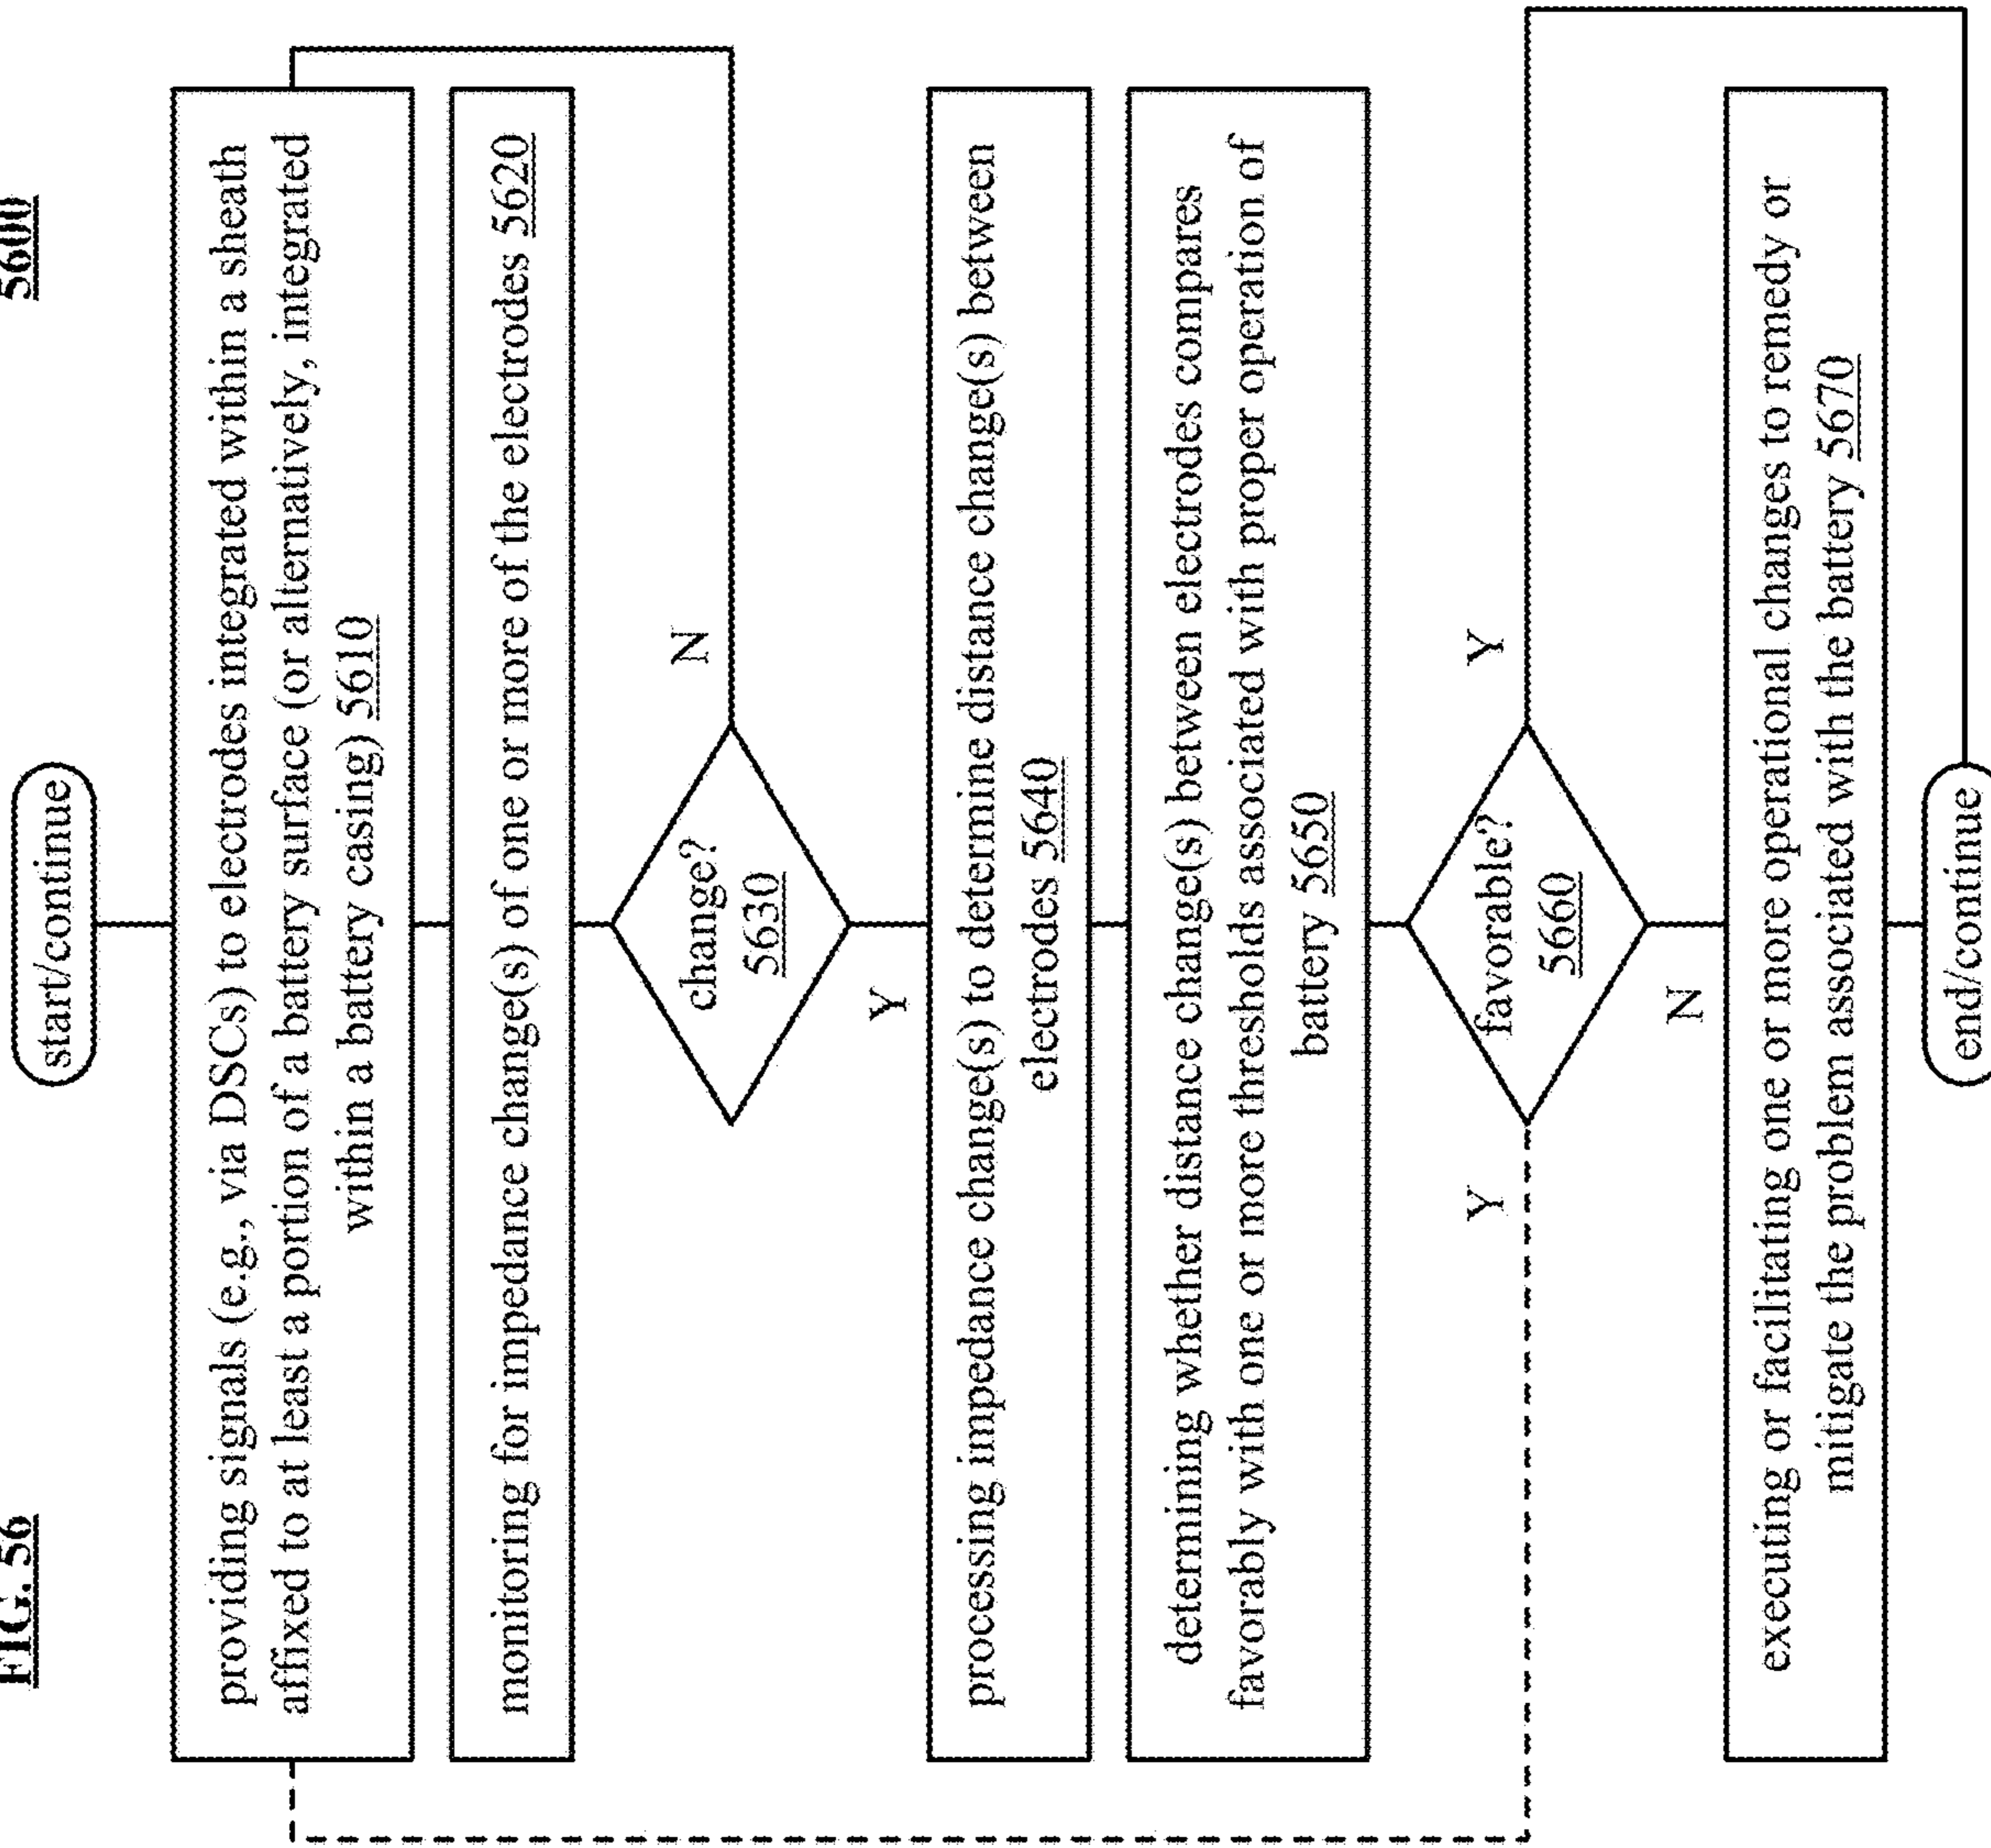 FIG. 56
5600
start/continue
providing signals (e.g., via DSCs) to electrodes integrated within a sheath
affixed to at least a portion of a battery surface (or alternatively, integrated
within a battery casing) 5610
monitoring for impedance change(s) of one or more of the electrodes 5620
change?
5630
N
Y
processing impedance change(s) to determine distance change(s) between
electrodes 5640
determining whether distance change(s) between electrodes compares
favorably with one or more thresholds associated with proper operation of
battery 5650
Y
favorable?
5660
Y
N
executing or facilitating one or more operational changes to remedy or
mitigate the problem associated with the battery 5670
end/continue